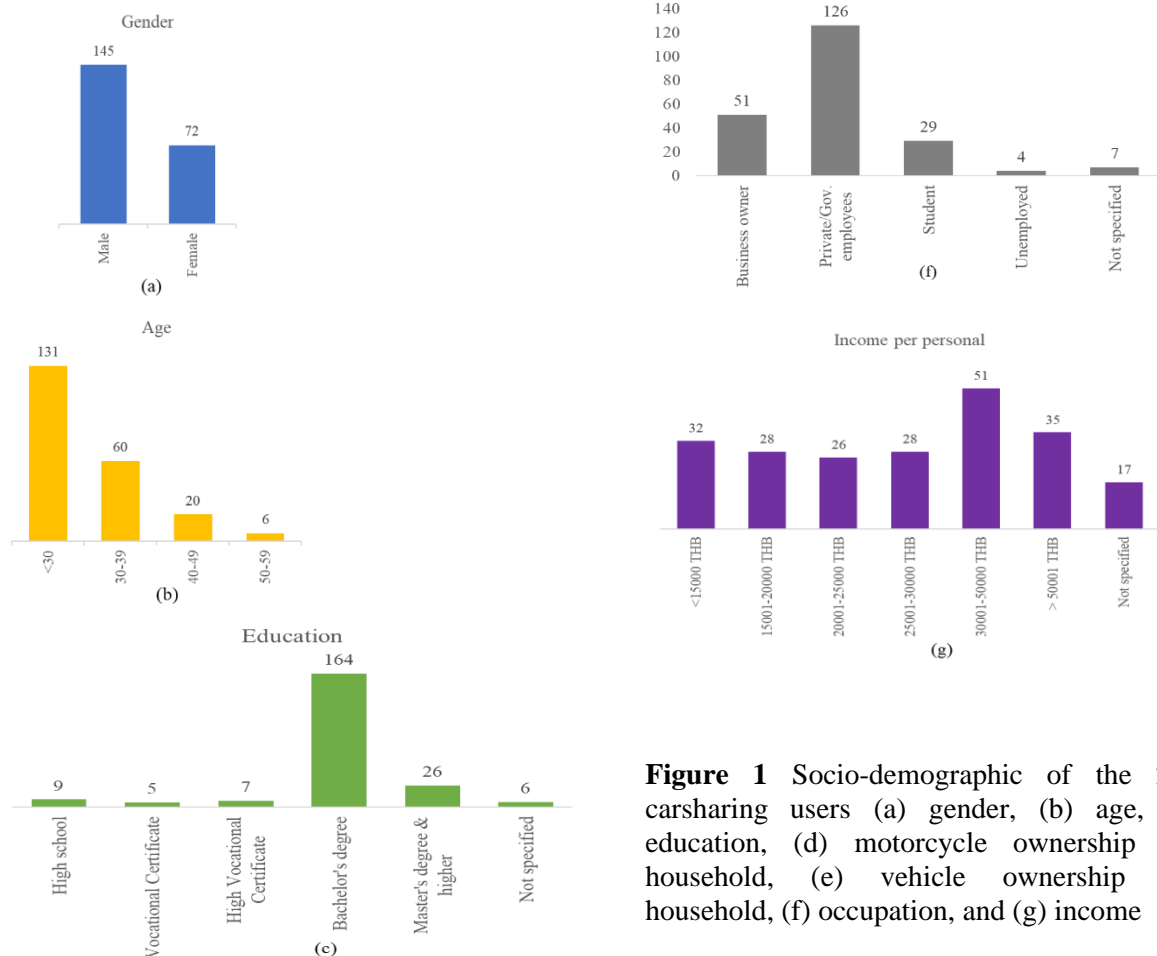 Gender
145
72
Male
Female
(a)
Age
131
60
20
6
<30
30-39
40-49
50-59
(b)
Education
164
9
5
7
26
6
High school
Vocational Certificate
High Vocational
Certificate
Bachelor's degree
Master's degree &
higher
Not specified
(c)
140
120
100
80
60
40
20
0
126
51
29
4
7
Business owner
Private/Gov.
employees
Student
Unemployed
Not specified
(f)
Income per personal
32
28
26
28
51
35
17
<15000 THB
15001-20000 THB
20001-25000 THB
25001-30000 THB
30001-50000 THB
> 50001 THB
Not specified
(g)
Figure 1 Socio-demographic of the
carsharing users (a) gender, (b) age,
education, (d) motorcycle ownership
household, (e) vehicle ownership
household, (f) occupation, and (g) income